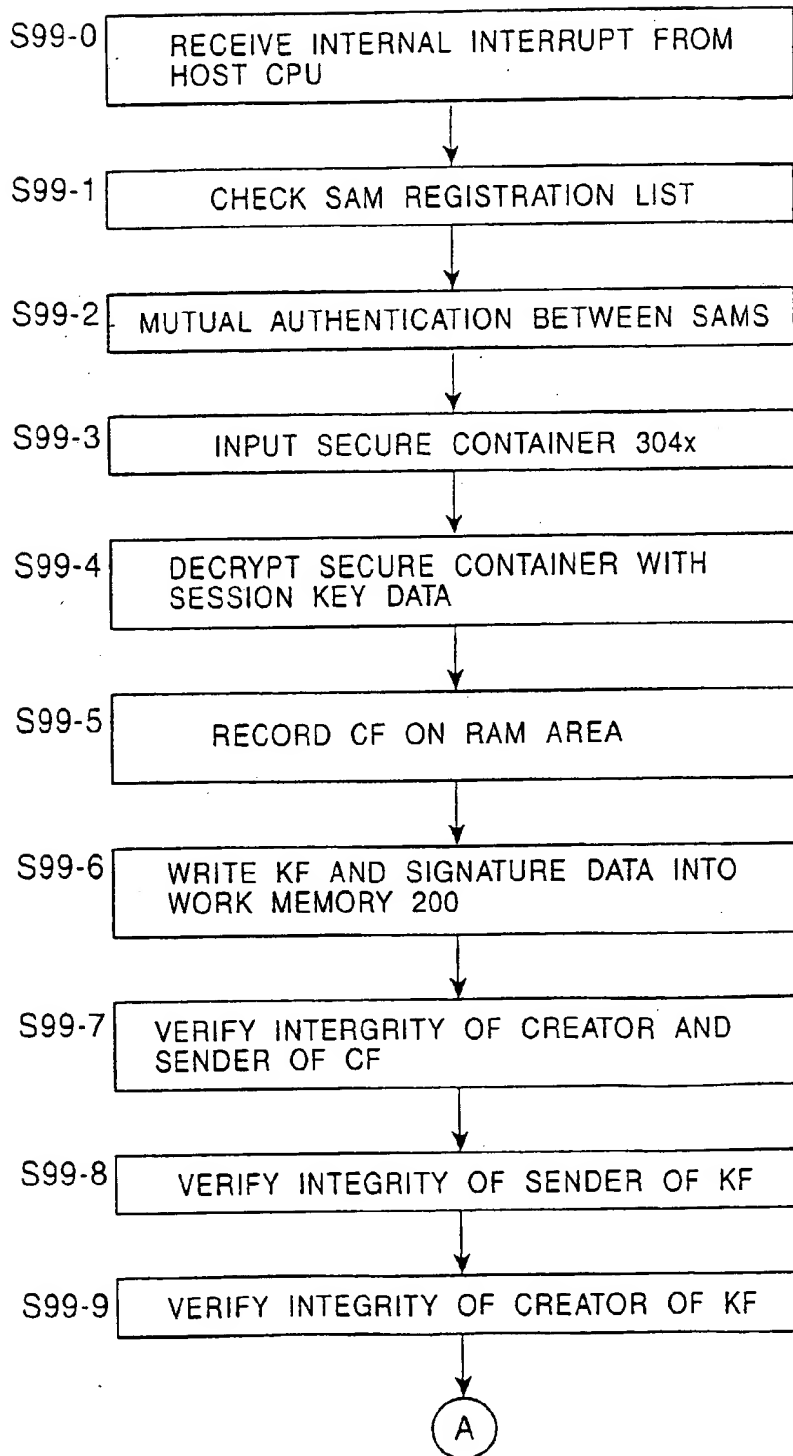 S99-0
RECEIVE INTERNAL INTERRUPT FROM
HOST CPU
S99-1
CHECK SAM REGISTRATION LIST
S99-2
MUTUAL AUTHENTICATION BETWEEN SAMS
S99-3
INPUT SECURE CONTAINER 304x
S99-4
DECRYPT SECURE CONTAINER WITH
SESSION KEY DATA
S99-5
RECORD CF ON RAM AREA
S99-6
WRITE KF AND SIGNATURE DATA INTO
WORK MEMORY 200
S99-7
VERIFY INTERGRITY OF CREATOR AND
SENDER OF CF
S99-8
VERIFY INTEGRITY OF SENDER OF KF
S99-9
VERIFY INTEGRITY OF CREATOR OF KF
A